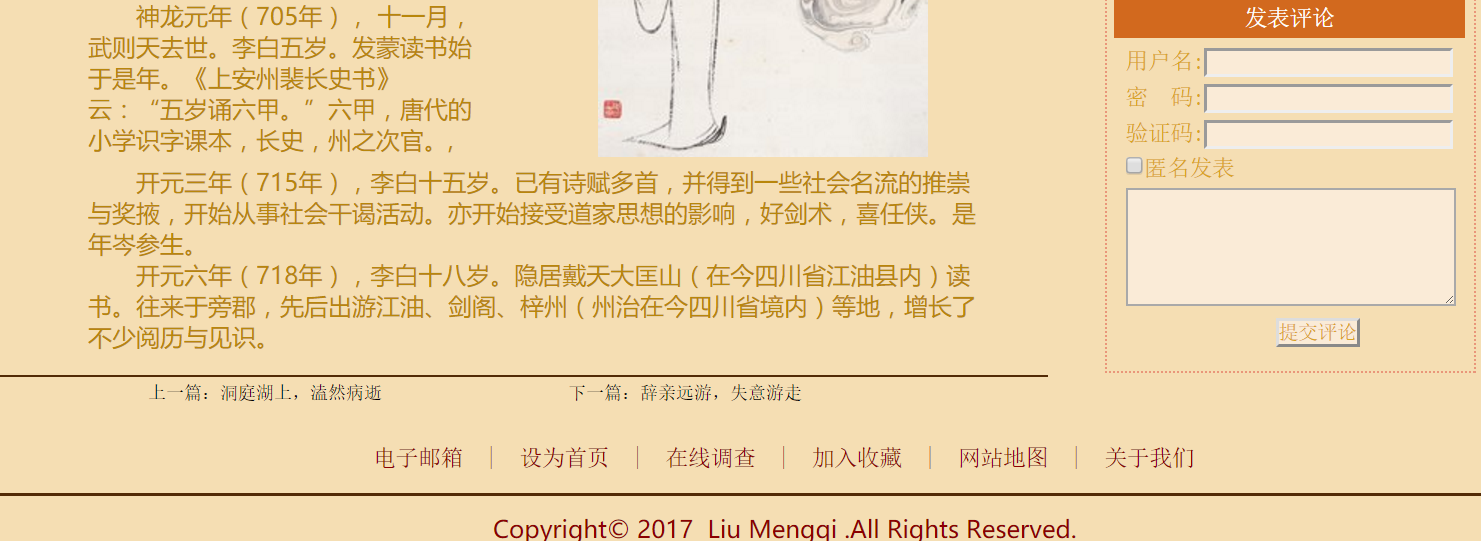 神龙元年（705年），十一月，
武则天去世。李白五岁。发蒙读书始
于是年。《上安州裴长史书》
云：“五岁诵六甲。”六甲，唐代的
小学识字课本，长史，州之次官。，
开元三年（715年），李白十五岁。已有诗赋多首，并得到一些社会名流的推崇
与奖掖，开始从事社会干谒活动。亦开始接受道家思想的影响，好剑术，喜任侠。是
年岑参生。
开元六年（718年），李白十八岁。隐居戴天大匡山（在今四川省江油县内）读
书。往来于旁郡，先后出游江油、剑阁、梓州（州治在今四川省境内）等地，增长了
不少阅历与见识。
上一篇：洞庭湖上，溘然病逝
下一篇：辞亲远游，失意游走
发表评论
用户名:
密 码:
验证码:
匿名发表
提交评论
电子邮箱 | 设为首页 | 在线调查 | 加入收藏 | 网站地图 | 关于我们
Copyright© 2017 Liu Mengqi .All Rights Reserved.